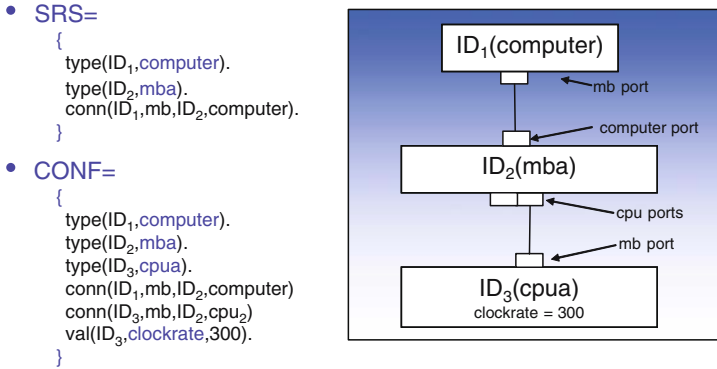 • SRS=
{
type(ID₁,computer).
type(ID₂,mba).
conn(ID₁,mb,ID₂,computer).
}
• CONF=
{
type(ID₁,computer).
type(ID₂,mba).
type(ID₃,cpua).
conn(ID₁,mb,ID₂,computer)
conn(ID₃,mb,ID₂,cpu₂)
val(ID₃,clockrate,300).
}
ID₁(computer)
mb port
computer port
ID₂(mba)
cpu ports
mb port
ID₃(cpua)
clockrate = 300